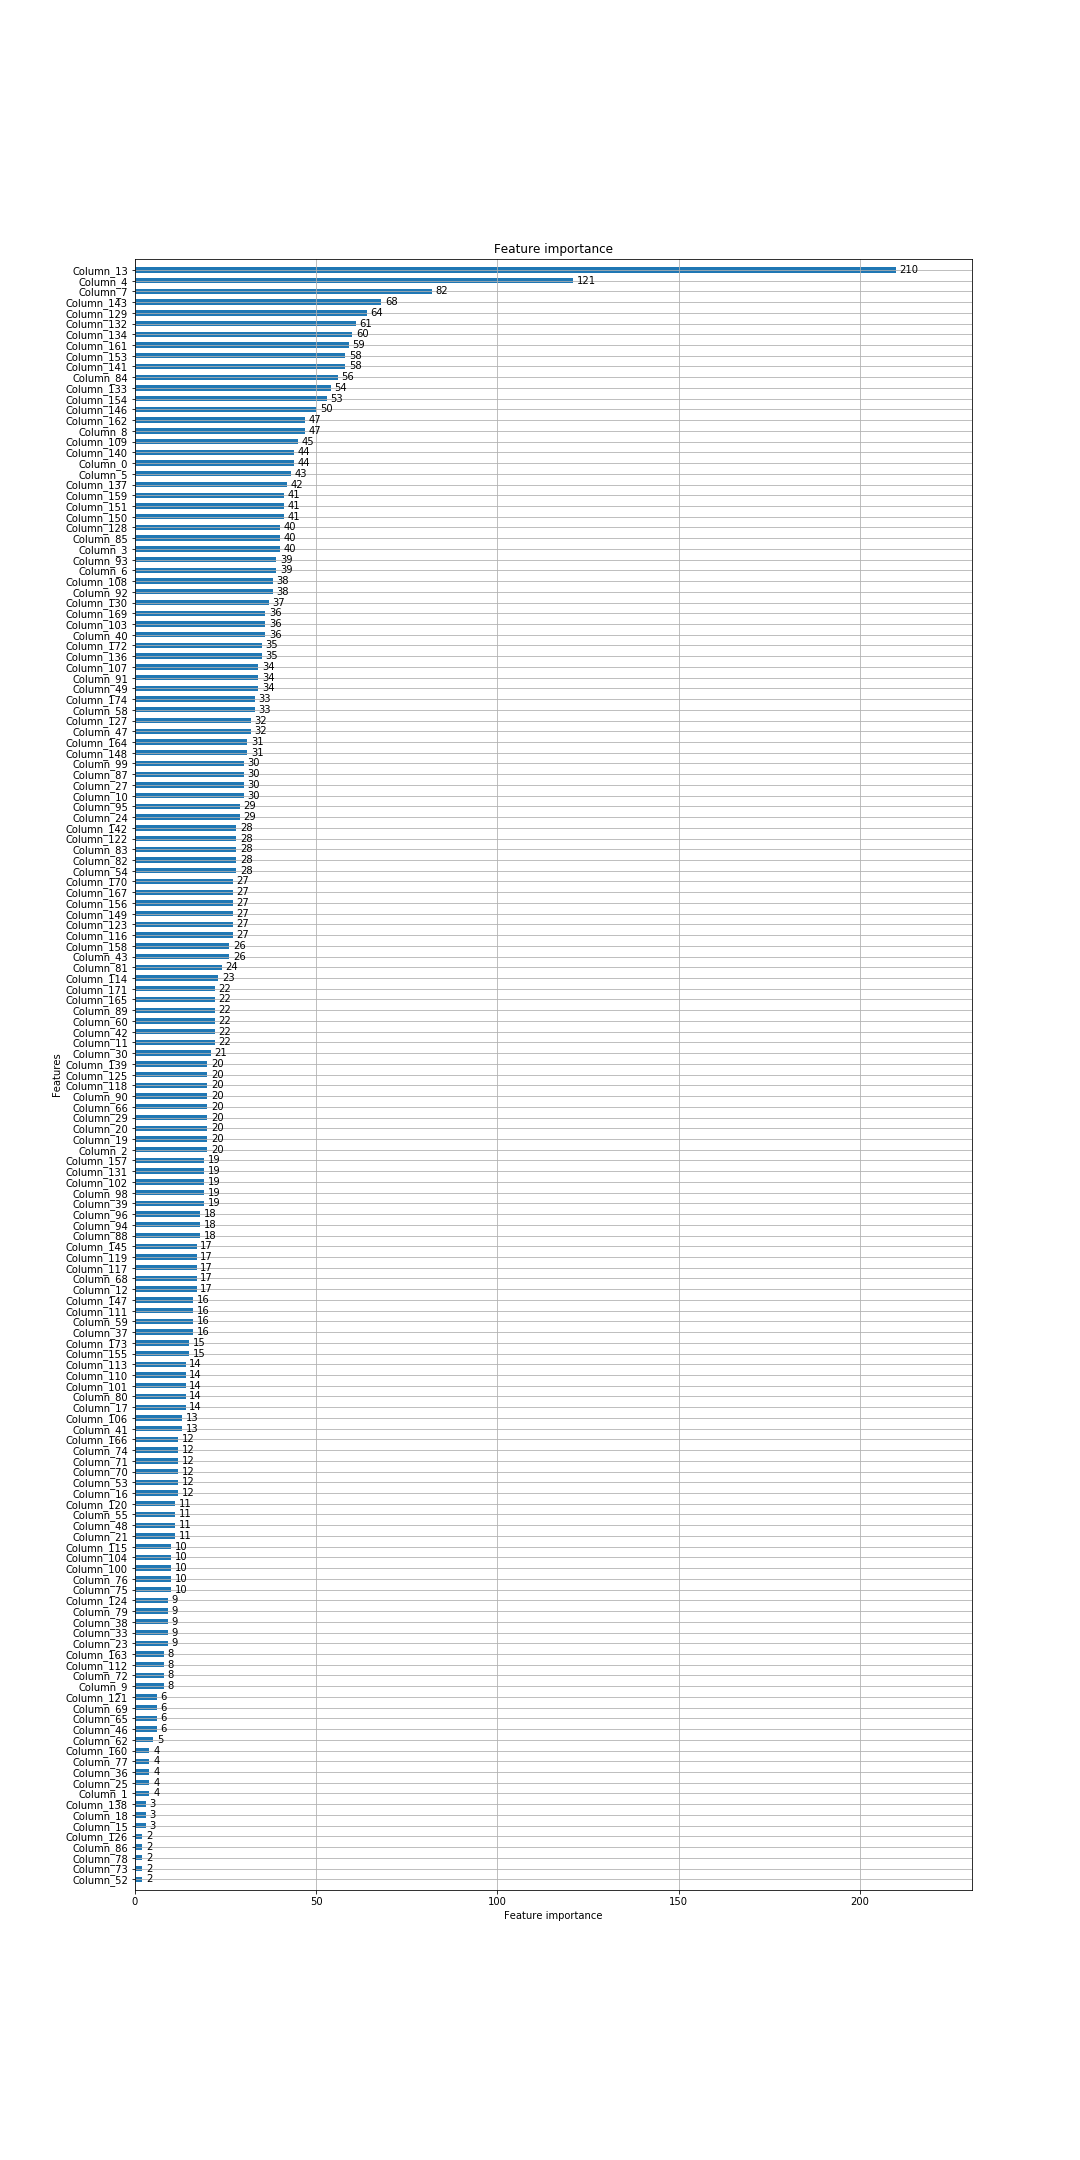 Feature importance
Column_13 210
Column_4 121
Column_7 82
Column_143 68
Column_129 64
Column_132 61
Column_134 60
Column_161 59
Column_153 58
Column_141 58
Column_84 56
Column_133 54
Column_154 53
Column_146 50
Column_162 47
Column_8 47
Column_109 45
Column_140 44
Column_0 44
Column_5 43
Column_137 42
Column_159 41
Column_151 41
Column_150 41
Column_128 40
Column_85 40
Column_3 40
Column_93 39
Column_6 39
Column_108 38
Column_92 38
Column_130 37
Column_169 36
Column_103 36
Column_40 36
Column_172 35
Column_136 35
Column_107 34
Column_91 34
Column_49 34
Column_174 33
Column_58 33
Column_127 32
Column_47 32
Column_164 31
Column_148 31
Column_99 30
Column_87 30
Column_27 30
Column_10 30
Column_95 29
Column_24 29
Column_142 28
Column_122 28
Column_83 28
Column_82 28
Column_54 28
Column_170 27
Column_167 27
Column_156 27
Column_149 27
Column_123 27
Column_116 27
Column_158 26
Column_43 26
Column_81 24
Column_114 23
Column_171 22
Column_165 22
Column_89 22
Column_60 22
Column_42 22
Column_11 22
Column_30 21
Features
Column_139 20
Column_125 20
Column_118 20
Column_90 20
Column_66 20
Column_29 20
Column_20 20
Column_19 20
Column_2 20
Column_157 19
Column_131 19
Column_102 19
Column_98 19
Column_39 19
Column_96 18
Column_94 18
Column_88 18
Column_145 17
Column_119 17
Column_117 17
Column_68 17
Column_12 17
Column_147 16
Column_111 16
Column_59 16
Column_37 16
Column_173 15
Column_155 15
Column_113 14
Column_110 14
Column_101 14
Column_80 14
Column_17 14
Column_106 13
Column_41 13
Column_166 12
Column_74 12
Column_71 12
Column_70 12
Column_53 12
Column_16 12
Column_120 11
Column_55 11
Column_48 11
Column_21 11
Column_115 10
Column_104 10
Column_100 10
Column_76 10
Column_75 10
Column_124 9
Column_79 9
Column_38 9
Column_33 9
Column_23 9
Column_163 8
Column_112 8
Column_72 8
Column_9 8
Column_121 6
Column_69 6
Column_65 6
Column_46 6
Column_62 5
Column_160 4
Column_77 4
Column_36 4
Column_25 4
Column_1 4
Column_138 3
Column_18 3
Column_15 3
Column_126 2
Column_86 2
Column_78 2
Column_73 2
Column_52 2
0 50 100 150 200
Feature importance